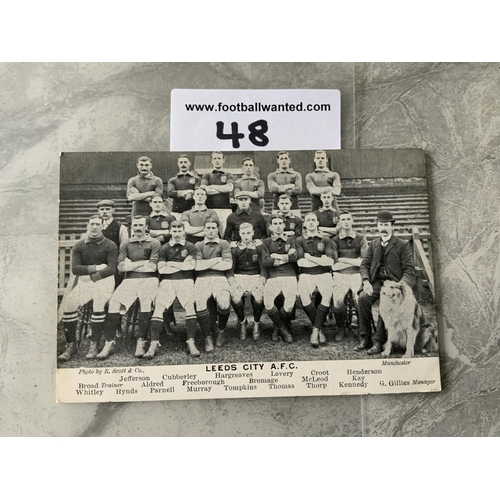 www.footballwanted.com
48
Photo by R. Scott & Co., LEEDS CITY A.F.C. Manchester
Jefferson Cubberley Hargreaves Lavery Croot Henderson
Broad Trainer Aldred Freeborough Bromage McLeod Kay
Whitley Hynds Parnell Murray Tompkins Thomas Thorp Kennedy G. Gillies Manager